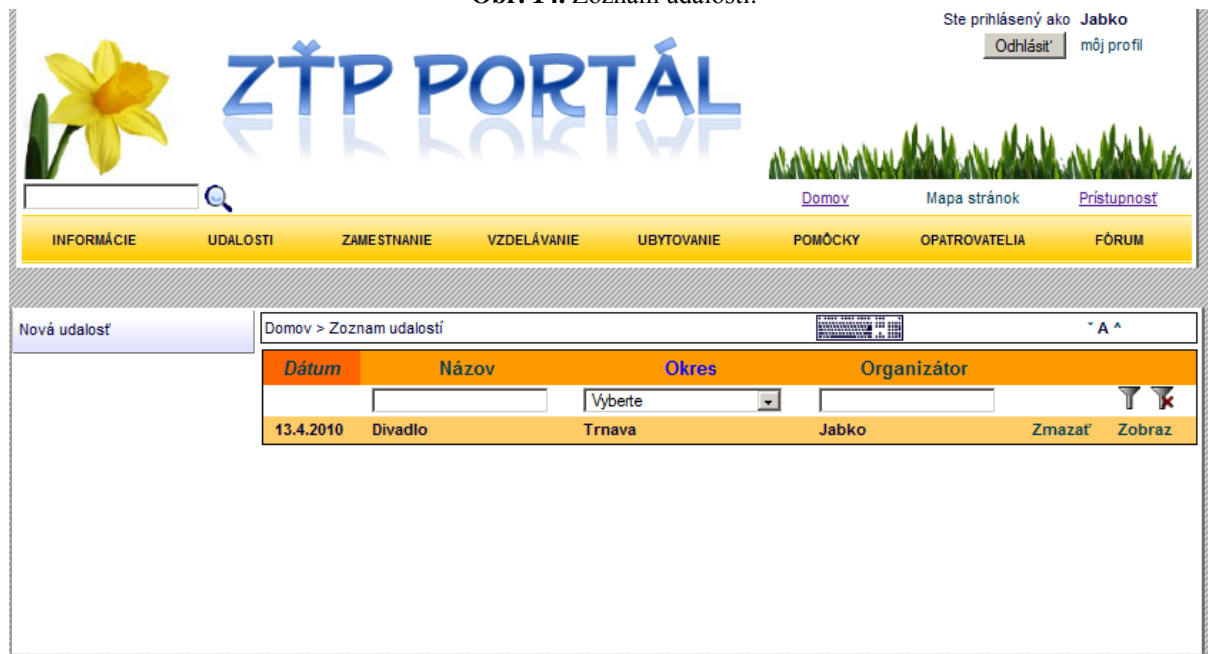 Obr. 14. Zoznam udalostí.
Ste prihlásený ako Jabko
Odhlásiť môj profil
ZŤP PORTÁL
Domov Mapa stránok Prístupnosť
INFORMÁCIE UDALOSTI ZAMESTNANIE VZDELÁVANIE UBYTOVANIE POMÔCKY OPATROVATELIA FÓRUM
Nová udalosť
Domov > Zoznam udalostí ˇ A ^
Dátum Názov Okres Organizátor
Vyberte
13.4.2010 Divadlo Trnava Jabko Zmazať Zobraz